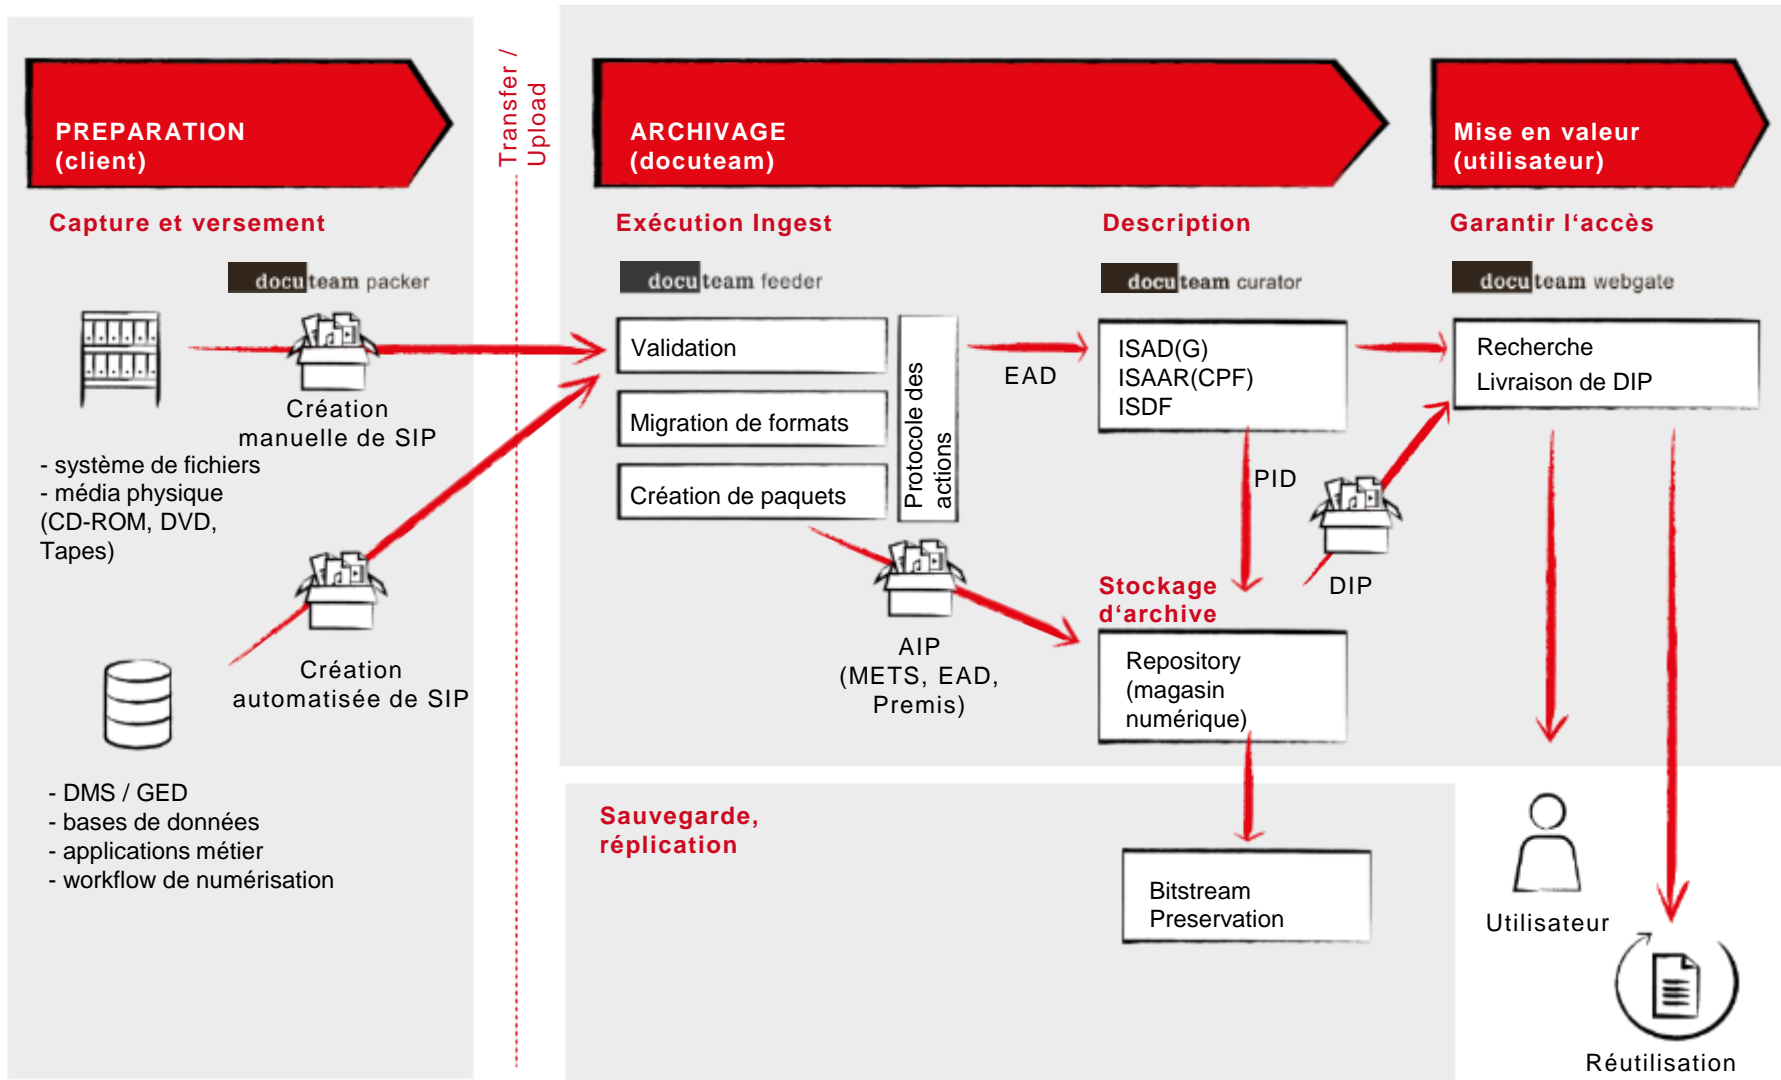 PREPARATION
(client)
Transfer /
Upload
ARCHIVAGE
(docuteam)
Mise en valeur
(utilisateur)
Capture et versement
Exécution Ingest
Description
Garantir l‘accès
docuteam packer
docuteam feeder
docuteam curator
docuteam webgate
Création
manuelle de SIP
- système de fichiers
- média physique
(CD-ROM, DVD,
Tapes)
Création
automatisée de SIP
- DMS / GED
- bases de données
- applications métier
- workflow de numérisation
Validation
Migration de formats
Création de paquets
Protocole des
actions
EAD
ISAD(G)
ISAAR(CPF)
ISDF
Recherche
Livraison de DIP
PID
DIP
AIP
(METS, EAD,
Premis)
Stockage
d‘archive
Repository
(magasin
numérique)
Sauvegarde,
réplication
Bitstream
Preservation
Utilisateur
Réutilisation